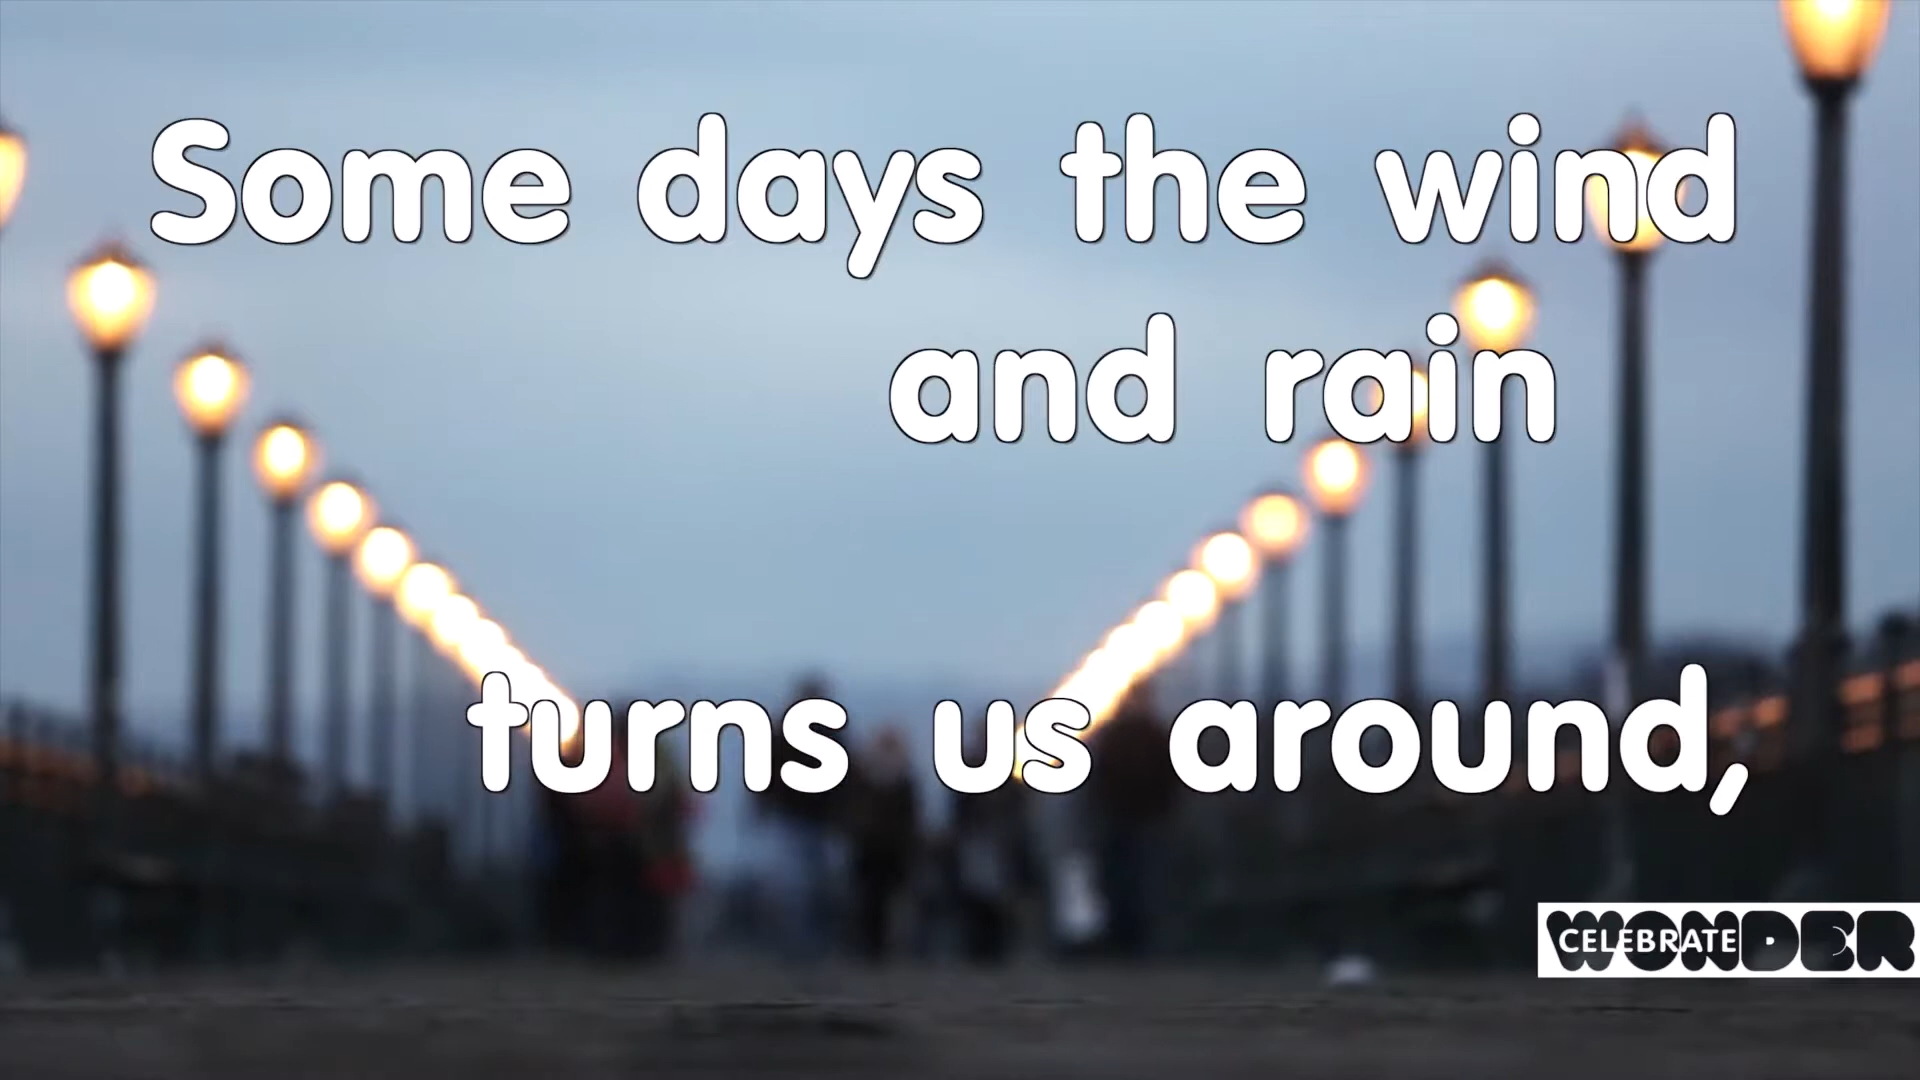 Some days the wind
and rain
turns us around,
CELEBRATE WONDER